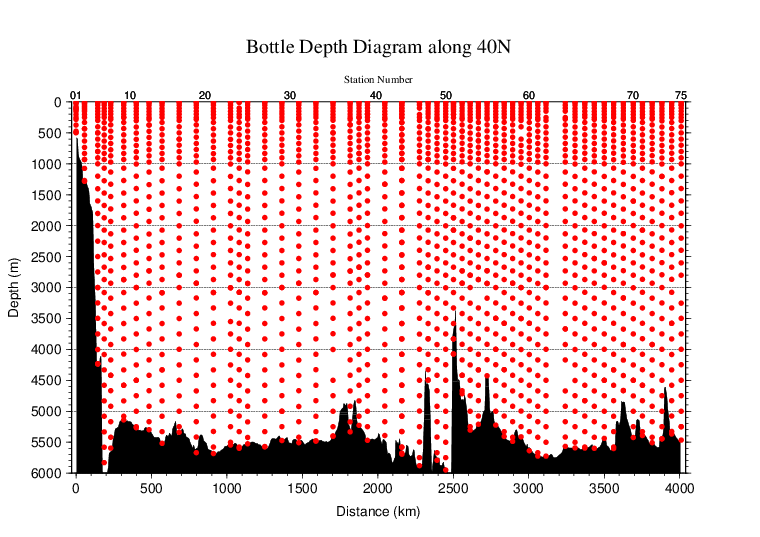 Bottle Depth Diagram along 40N
Station Number
01 10 20 30 40 50 60 70 75
0
500
1000
1500
2000
2500
3000
3500
4000
4500
5000
5500
6000
Depth (m)
0 500 1000 1500 2000 2500 3000 3500 4000
Distance (km)